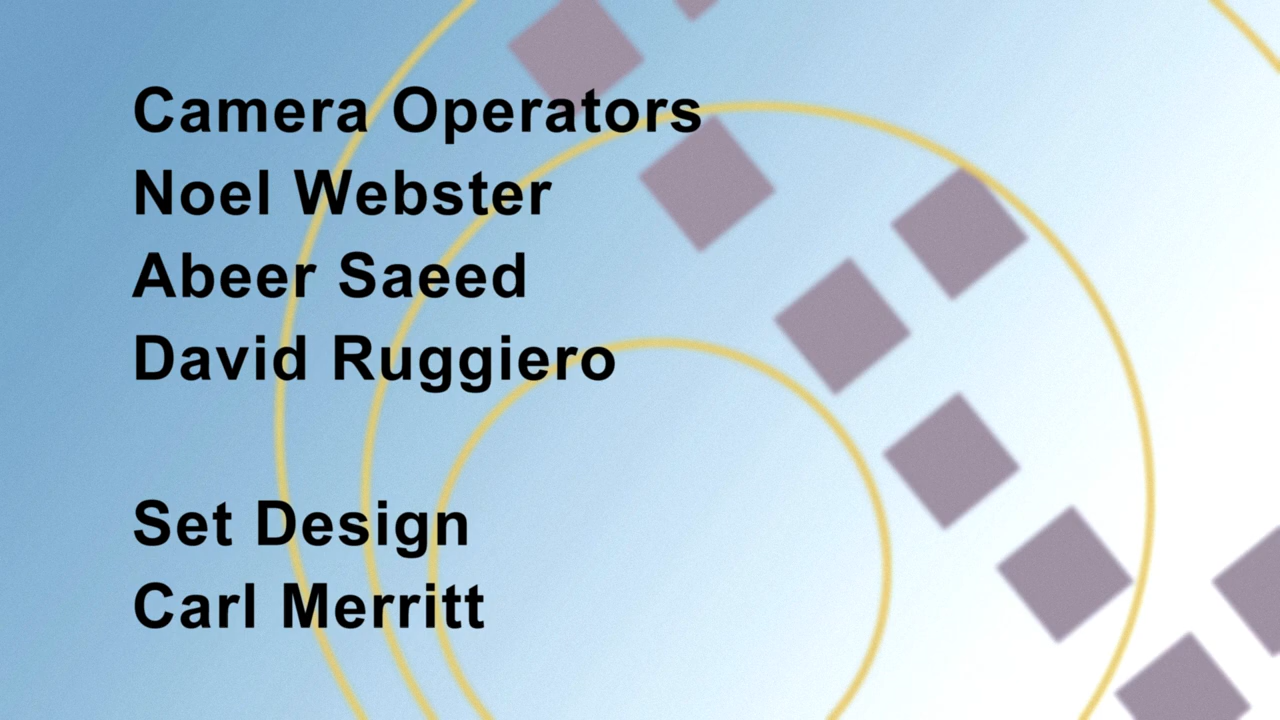 Camera Operators
Noel Webster
Abeer Saeed
David Ruggiero
Set Design
Carl Merritt